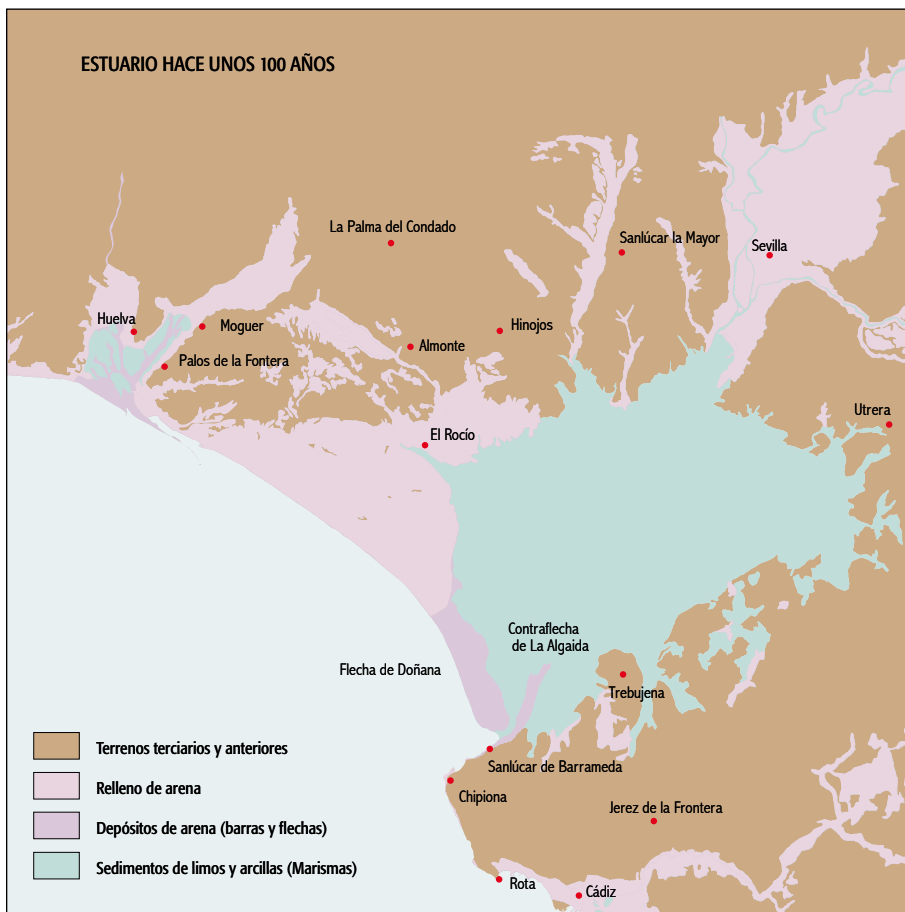 ESTUARIO HACE UNOS 100 AÑOS
La Palma del Condado
Sanlúcar la Mayor
Sevilla
Huelva
Moguer
Hinojos
Almonte
Palos de la Fontera
Utrera
El Rocío
Contraflecha
de La Algaida
Flecha de Doñana
Trebujena
Terrenos terciarios y anteriores
Sanlúcar de Barrameda
Relleno de arena
Chipiona
Jerez de la Frontera
Depósitos de arena (barras y flechas)
Sedimentos de limos y arcillas (Marismas)
Rota
Cádiz